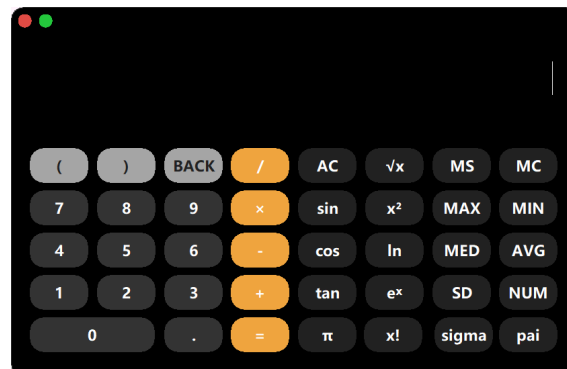 ( ) BACK / AC √x MS MC
7 8 9 × sin x² MAX MIN
4 5 6 - cos ln MED AVG
1 2 3 + tan eˣ SD NUM
0 . = π x! sigma pai